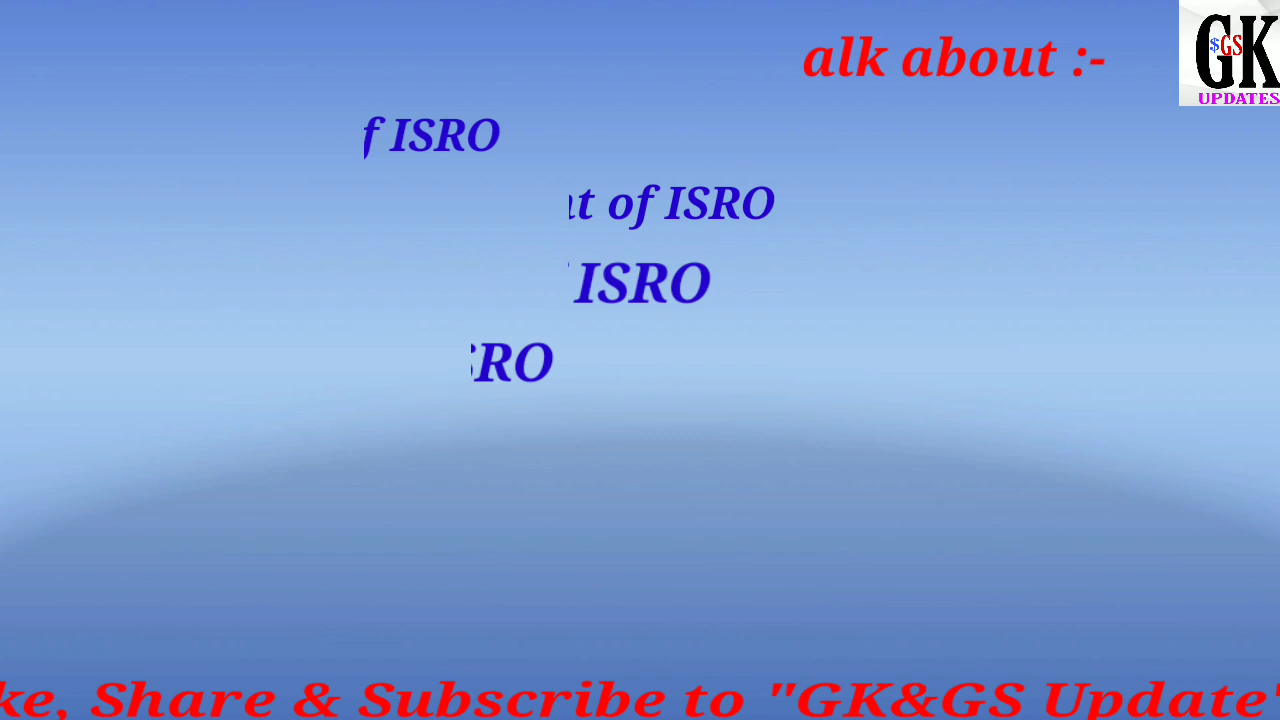 alk about :-
GK
$GS
UPDATES
f ISRO
t of ISRO
ISRO
RO
ke, Share & Subscribe to "GK&GS Update"